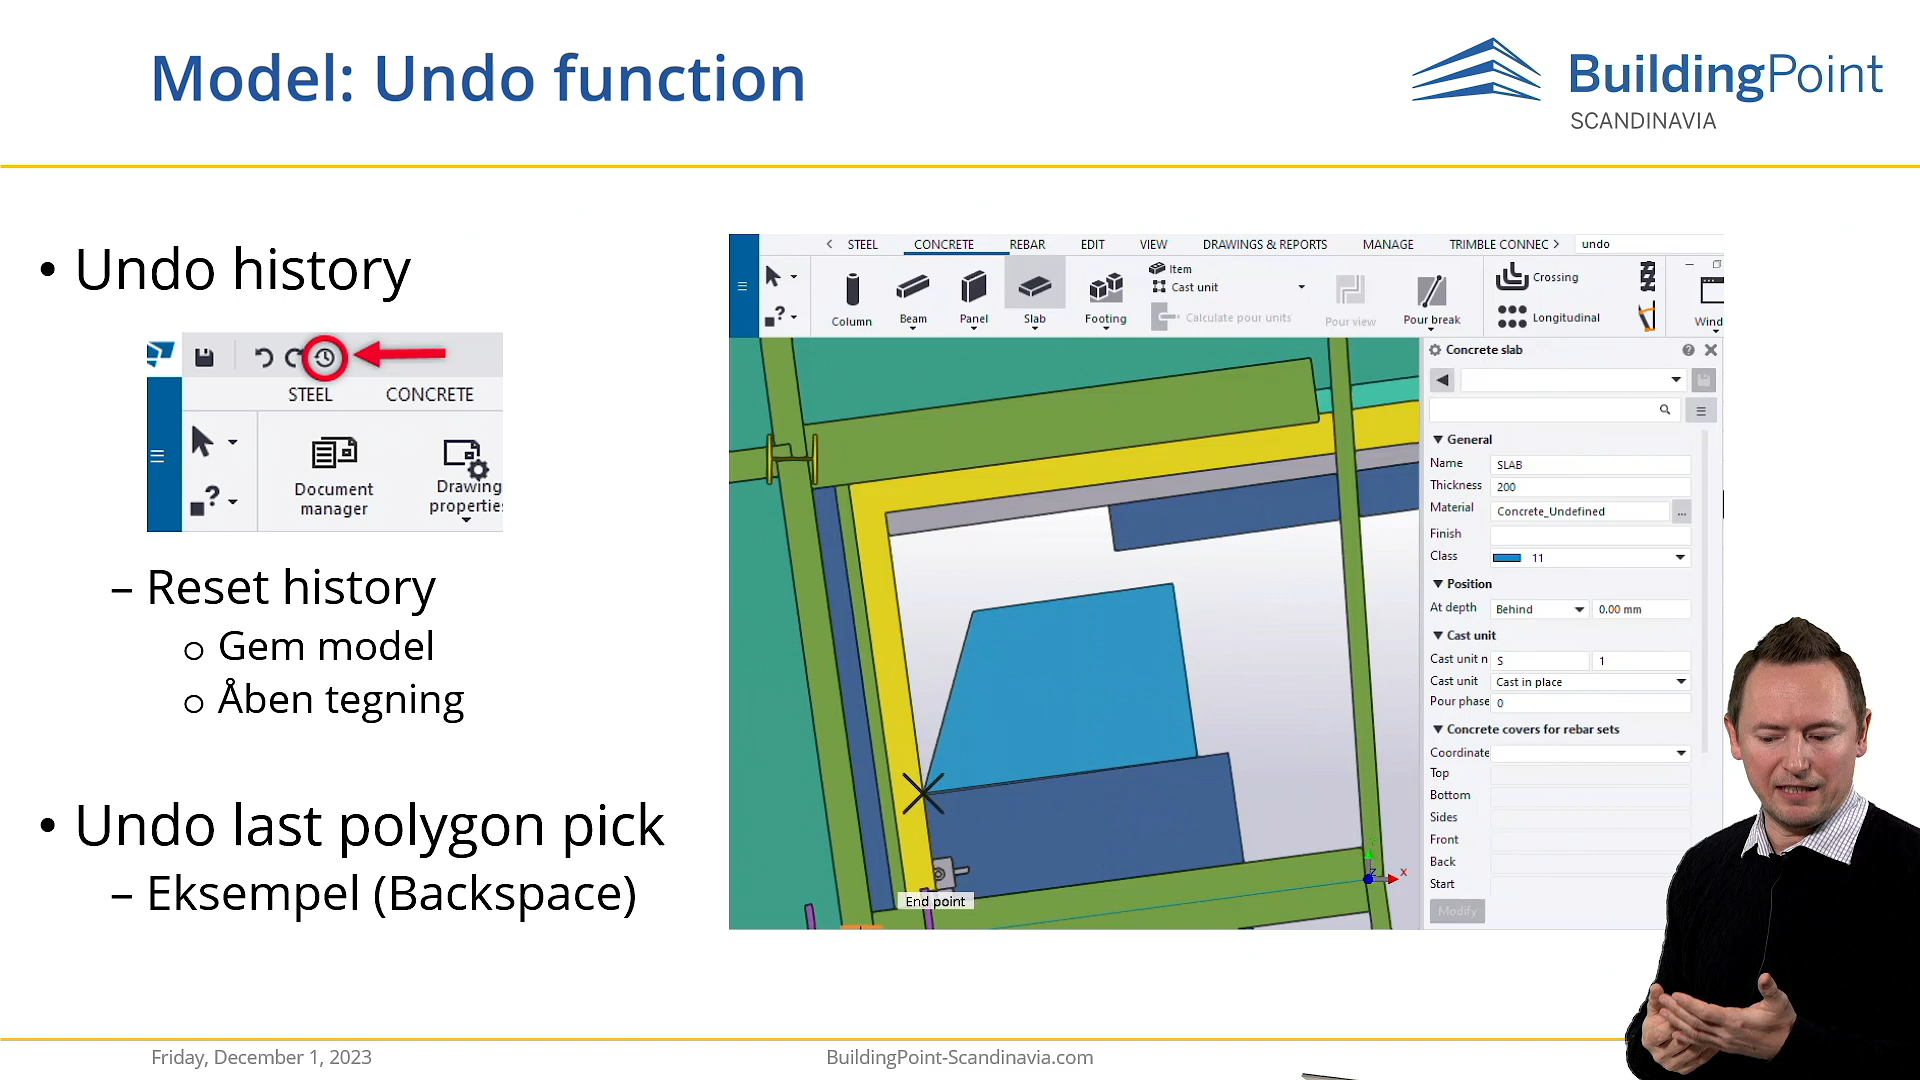 Model: Undo function
BuildingPoint
SCANDINAVIA
• Undo history
STEEL CONCRETE
Document
manager
Drawing
– Reset history
o Gem model
o Åben tegning
• Undo last polygon pick
– Eksempel (Backspace)
< STEEL CONCRETE REBAR EDIT VIEW DRAWINGS & REPORTS MANAGE TRIMBLE CONNEC > undo
Column
Beam
Panel
Slab
Footing
Item
Cast unit
Calculate pour units
Pour view
Pour break
Crossing
Longitudinal
Wind
Concrete slab
General
Name SLAB
Thickness 200
Material Concrete_Undefined ...
Finish
Class 11
Position
At depth Behind 0.00 mm
Cast unit
Cast unit n S 1
Cast unit Cast in place
Pour phase 0
Concrete covers for rebar sets
Coordinate
Top
Bottom
Sides
Front
Back
Start
Modify
End point
z x
Friday, December 1, 2023
BuildingPoint-Scandinavia.com